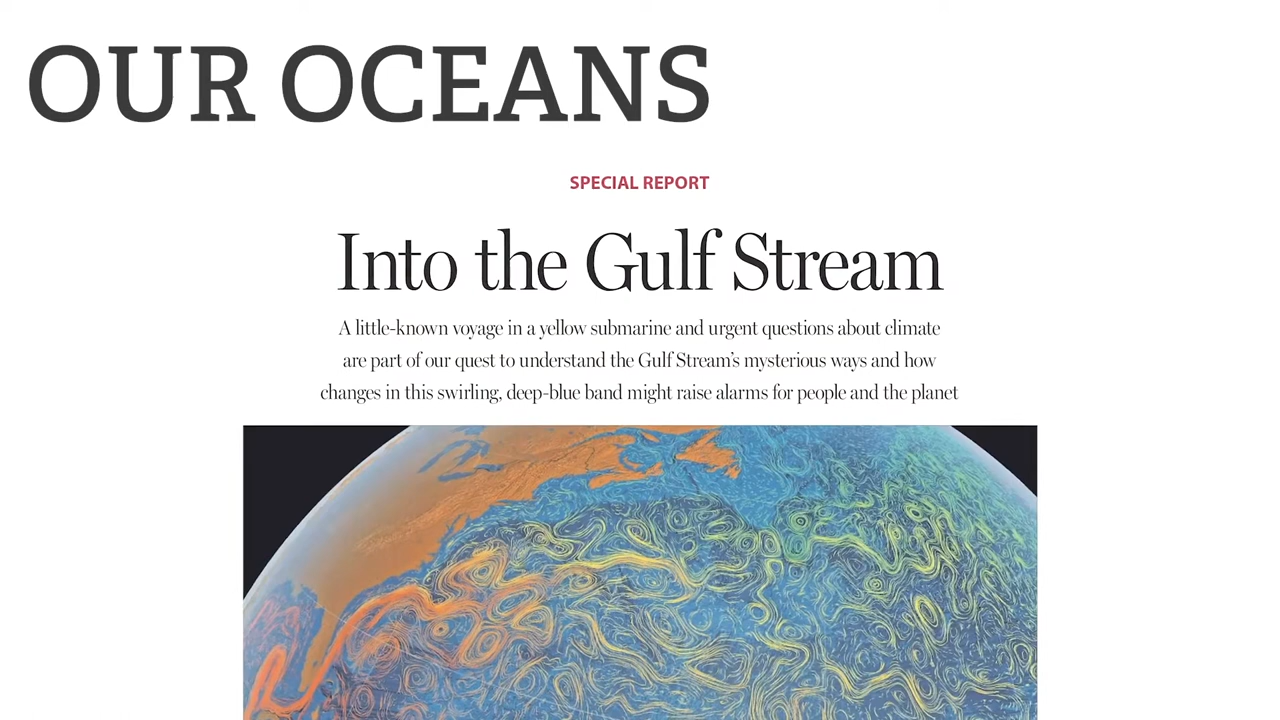 OUR OCEANS
SPECIAL REPORT
Into the Gulf Stream
A little-known voyage in a yellow submarine and urgent questions about climate
are part of our quest to understand the Gulf Stream’s mysterious ways and how
changes in this swirling, deep-blue band might raise alarms for people and the planet